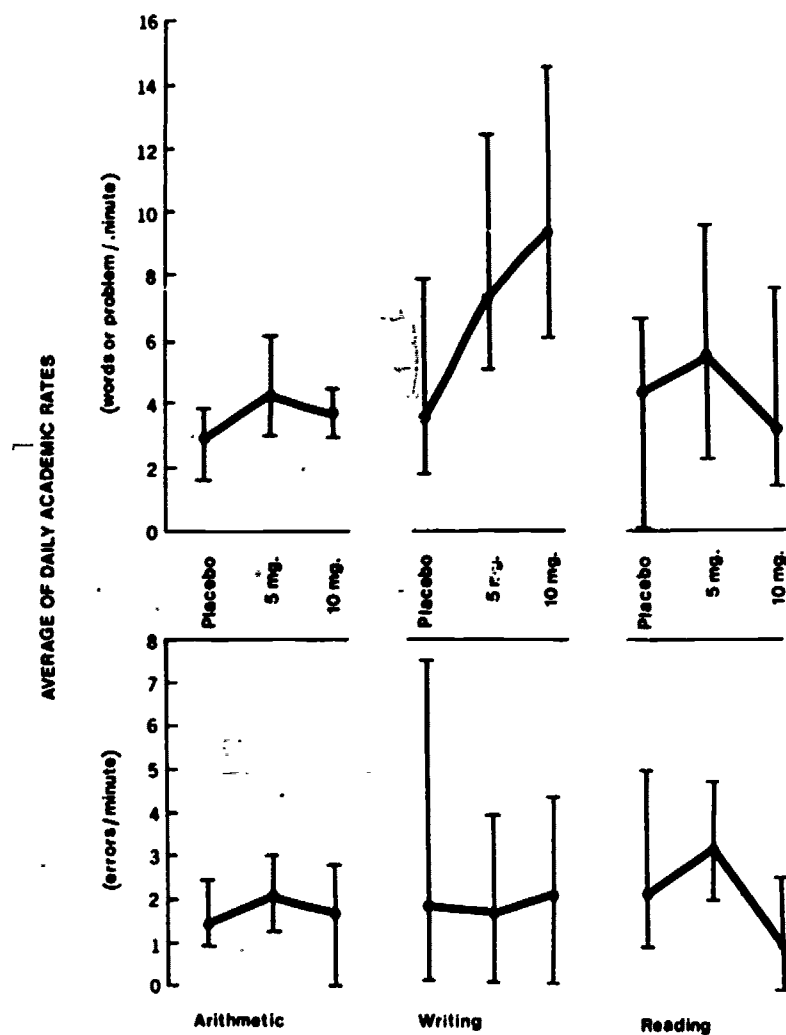 AVERAGE OF DAILY ACADEMIC RATES
(words or problem / .ninute)
16
14
12
10
8
6
4
2
0
Placebo
5 mg.
10 mg.
Placebo
5
10 mg.
Placebo
5 mg.
10 mg.
(errors/minute)
8
7
6
5
4
3
2
1
0
Arithmetic
Writing
Reading